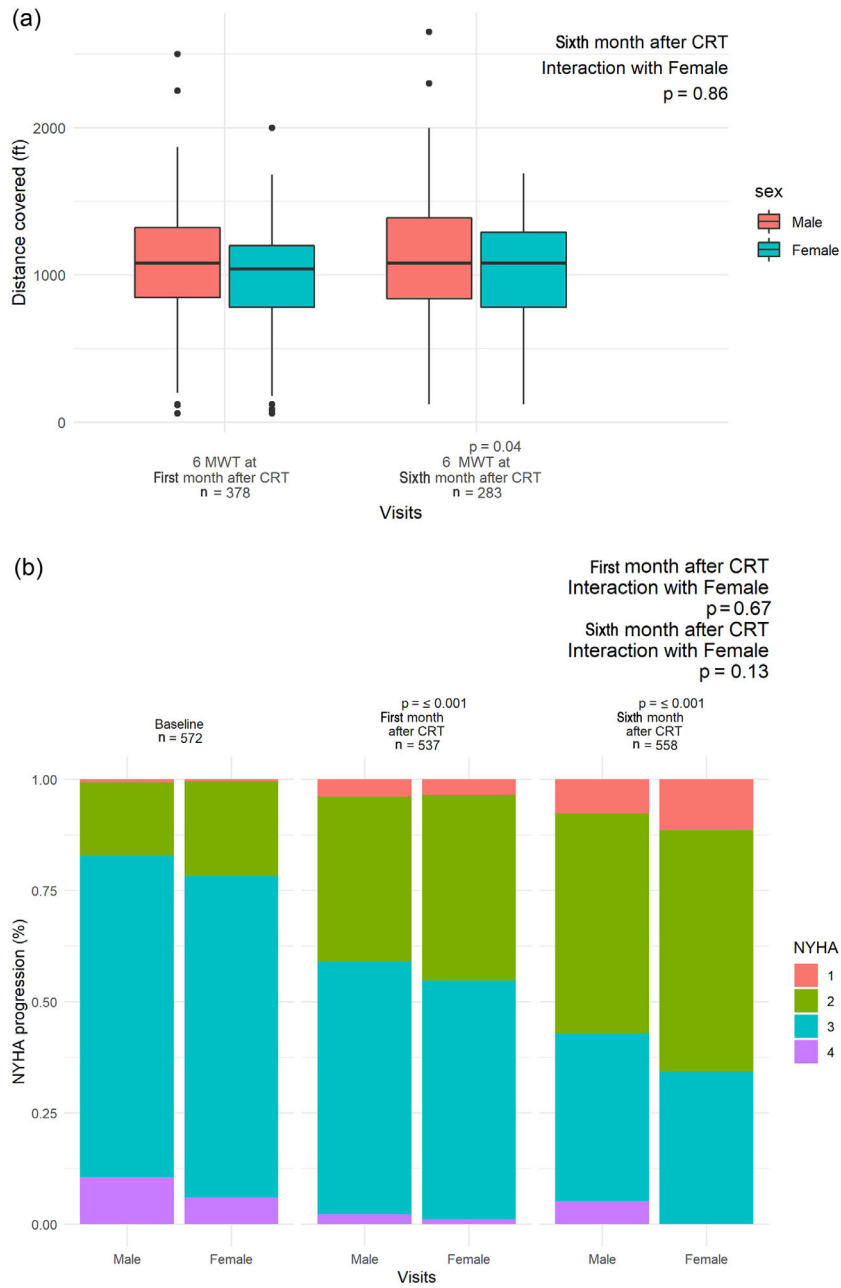 (a)
Sixth month after CRT
Interaction with Female
p = 0.86
Distance covered (ft)
2000
1000
0
sex
Male
Female
p = 0.04
6 MWT at
First month after CRT
n = 378
6 MWT at
Sixth month after CRT
n = 283
Visits
(b)
First month after CRT
Interaction with Female
p = 0.67
Sixth month after CRT
Interaction with Female
p = 0.13
Baseline
n = 572
p = ≤ 0.001
First month
after CRT
n = 537
p = ≤ 0.001
Sixth month
after CRT
n = 558
NYHA progression (%)
1.00
0.75
0.50
0.25
0.00
NYHA
1
2
3
4
Male
Female
Male
Female
Male
Female
Visits